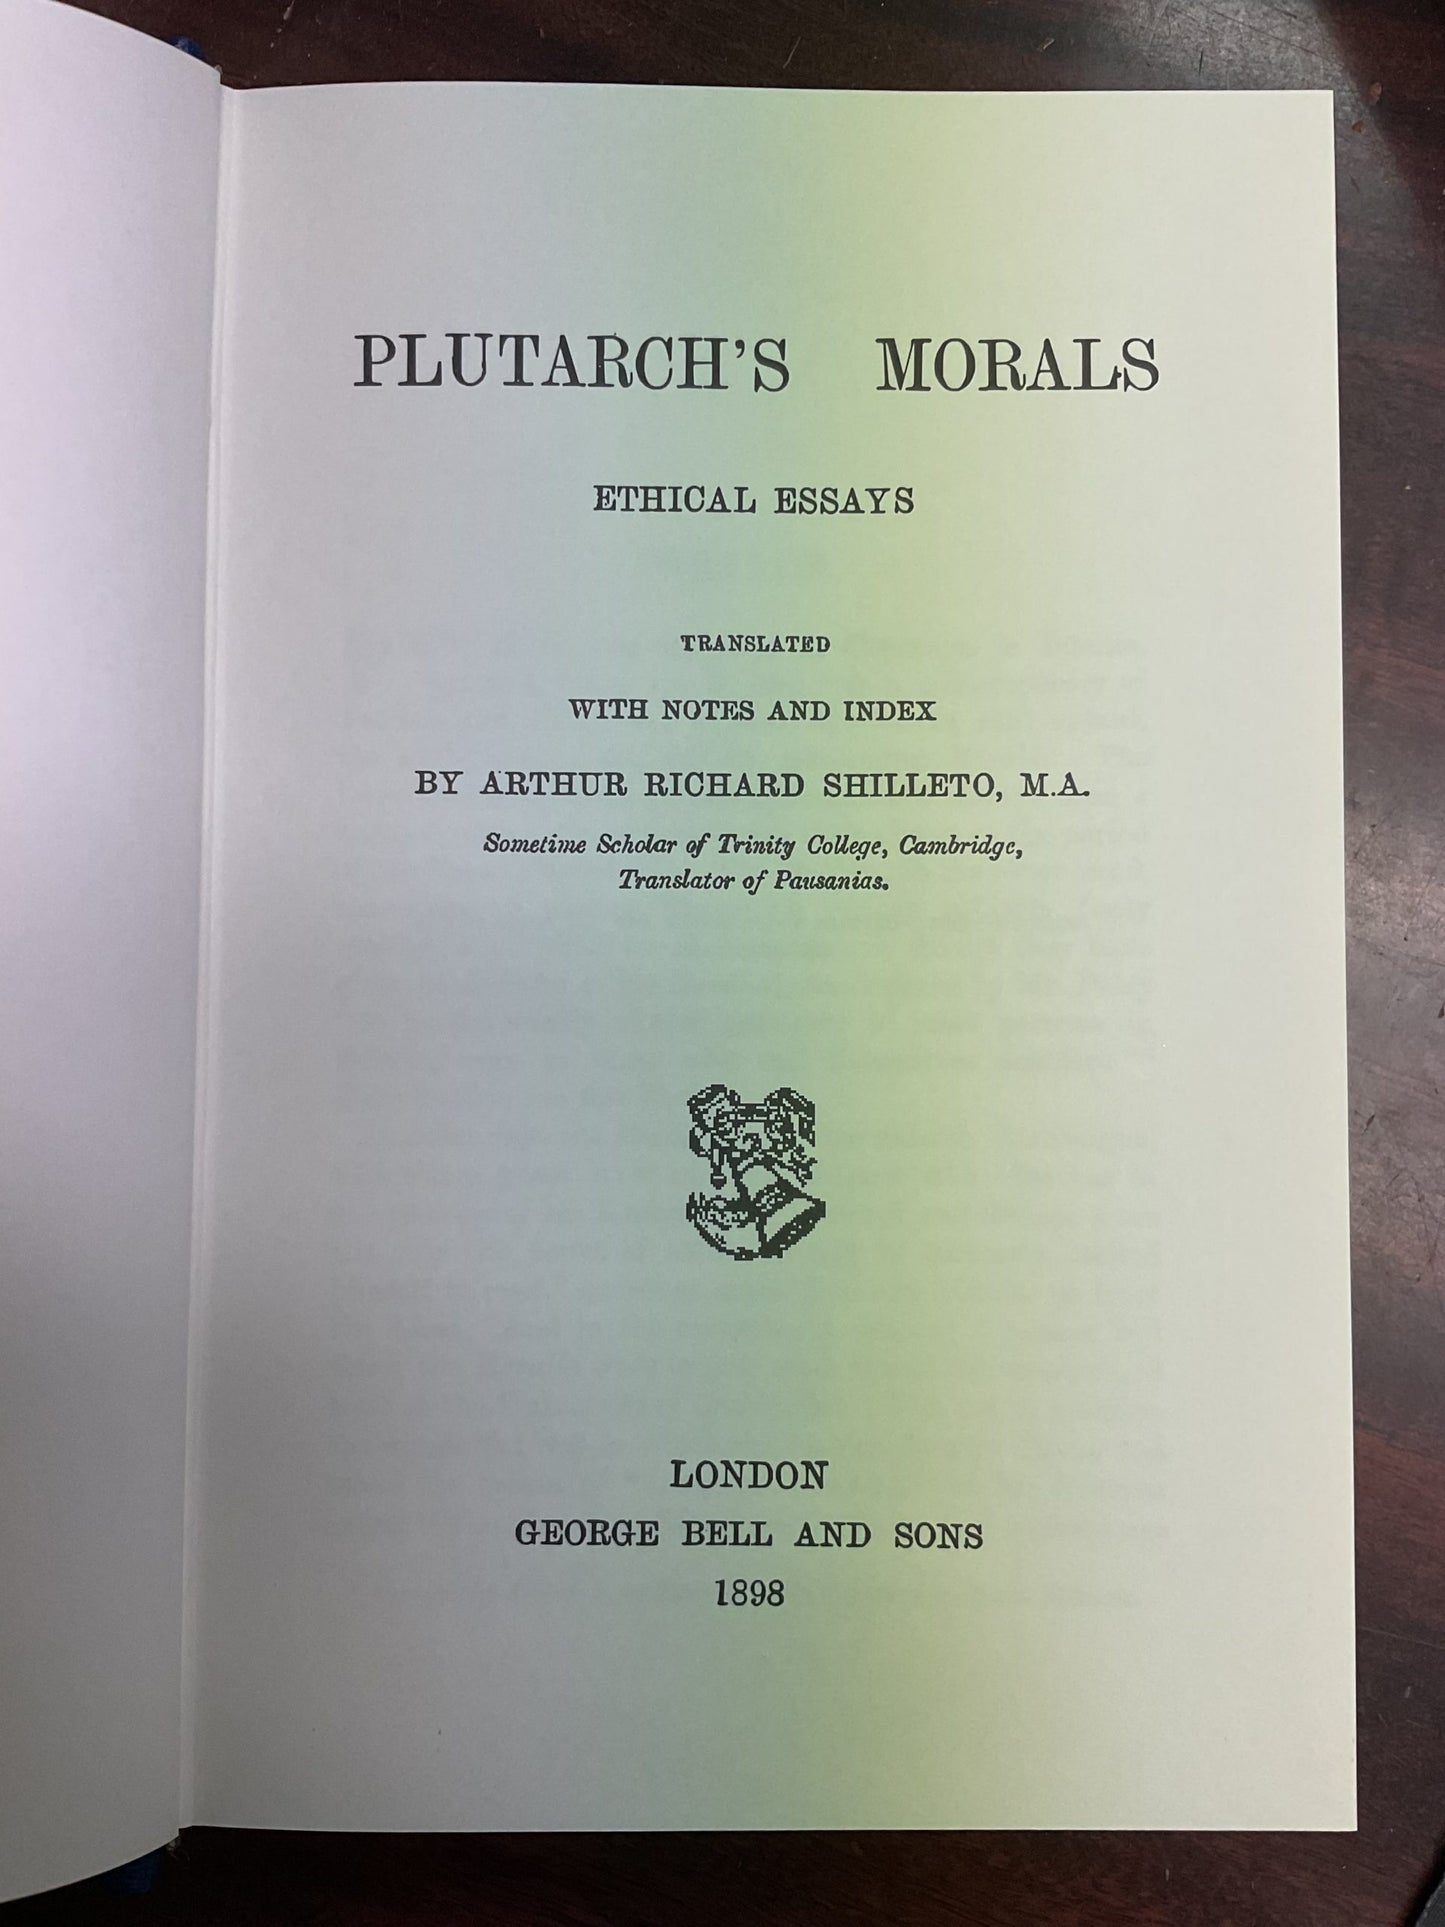 PLUTARCH'S MORALS
ETHICAL ESSAYS
TRANSLATED
WITH NOTES AND INDEX
BY ARTHUR RICHARD SHILLETO, M.A.
Sometime Scholar of Trinity College, Cambridge,
Translator of Pausanias.
LONDON
GEORGE BELL AND SONS
1898